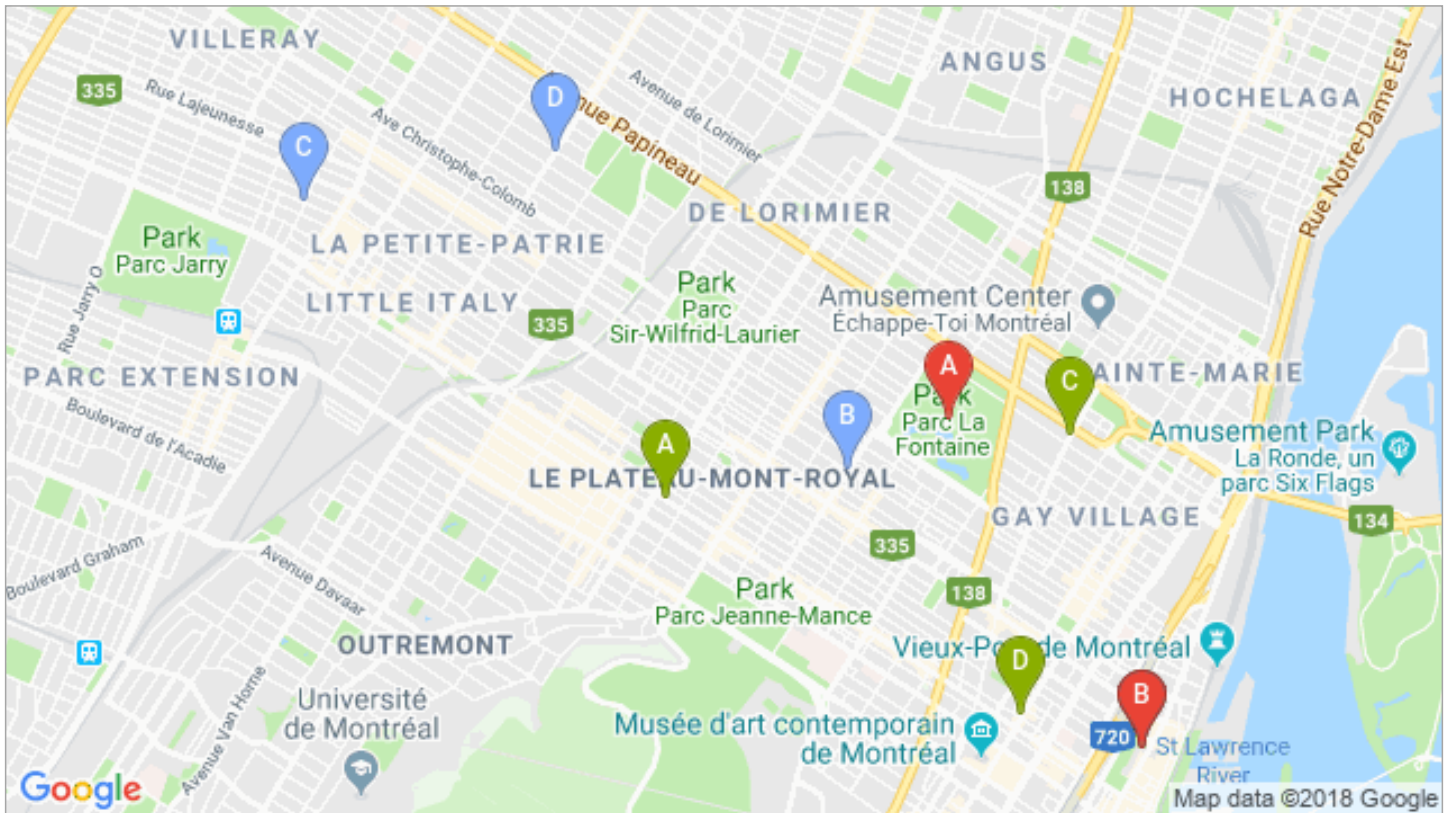 VILLERAY
ANGUS
335
Rue Lajeunesse
D
Avenue de Lorimier
HOCHELAGA
Rue Notre-Dame Est
Ave Christophe-Colomb
nue Papineau
C
138
DE LORIMIER
Park
Parc Jarry
LA PETITE-PATRIE
Rue Jarry O
LITTLE ITALY
335
Park
Parc
Sir-Wilfrid-Laurier
Amusement Center
Échappe-Toi Montréal
PARC EXTENSION
Boulevard de l'Acadie
A
Park
Parc La
Fontaine
C
AINTE-MARIE
B
A
LE PLATEAU-MONT-ROYAL
Amusement Park
La Ronde, un
parc Six Flags
GAY VILLAGE
134
335
Boulevard Graham
Avenue Davaar
Park
Parc Jeanne-Mance
138
OUTREMONT
Vieux-Po de Montréal
D
Avenue Van Horne
Université
de Montréal
B
Musée d'art contemporain
de Montréal
720
St Lawrence
River
Google
Map data ©2018 Google